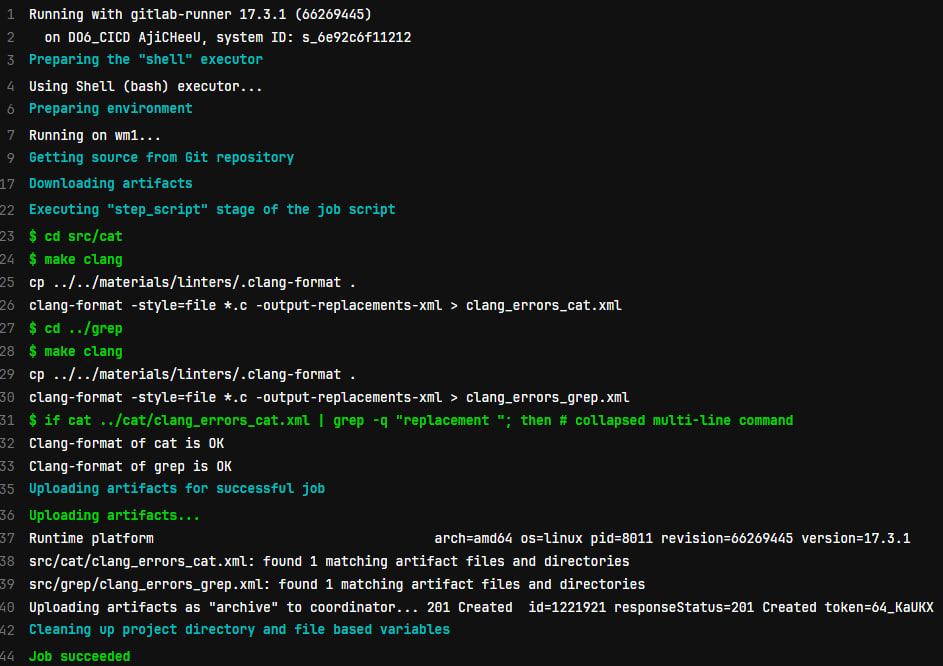 1 Running with gitlab-runner 17.3.1 (66269445)
2 on DO6_CICD AjiCHeeU, system ID: s_6e92c6f11212
3 Preparing the "shell" executor
4 Using Shell (bash) executor...
6 Preparing environment
7 Running on wm1...
9 Getting source from Git repository
17 Downloading artifacts
22 Executing "step_script" stage of the job script
23 $ cd src/cat
24 $ make clang
25 cp ../../materials/linters/.clang-format .
26 clang-format -style=file *.c -output-replacements-xml > clang_errors_cat.xml
27 $ cd ../grep
28 $ make clang
29 cp ../../materials/linters/.clang-format .
30 clang-format -style=file *.c -output-replacements-xml > clang_errors_grep.xml
31 $ if cat ../cat/clang_errors_cat.xml | grep -q "replacement "; then # collapsed multi-line command
32 Clang-format of cat is OK
33 Clang-format of grep is OK
35 Uploading artifacts for successful job
36 Uploading artifacts...
37 Runtime platform arch=amd64 os=linux pid=8011 revision=66269445 version=17.3.1
38 src/cat/clang_errors_cat.xml: found 1 matching artifact files and directories
39 src/grep/clang_errors_grep.xml: found 1 matching artifact files and directories
40 Uploading artifacts as "archive" to coordinator... 201 Created id=1221921 responseStatus=201 Created token=64_KaUKX
42 Cleaning up project directory and file based variables
44 Job succeeded